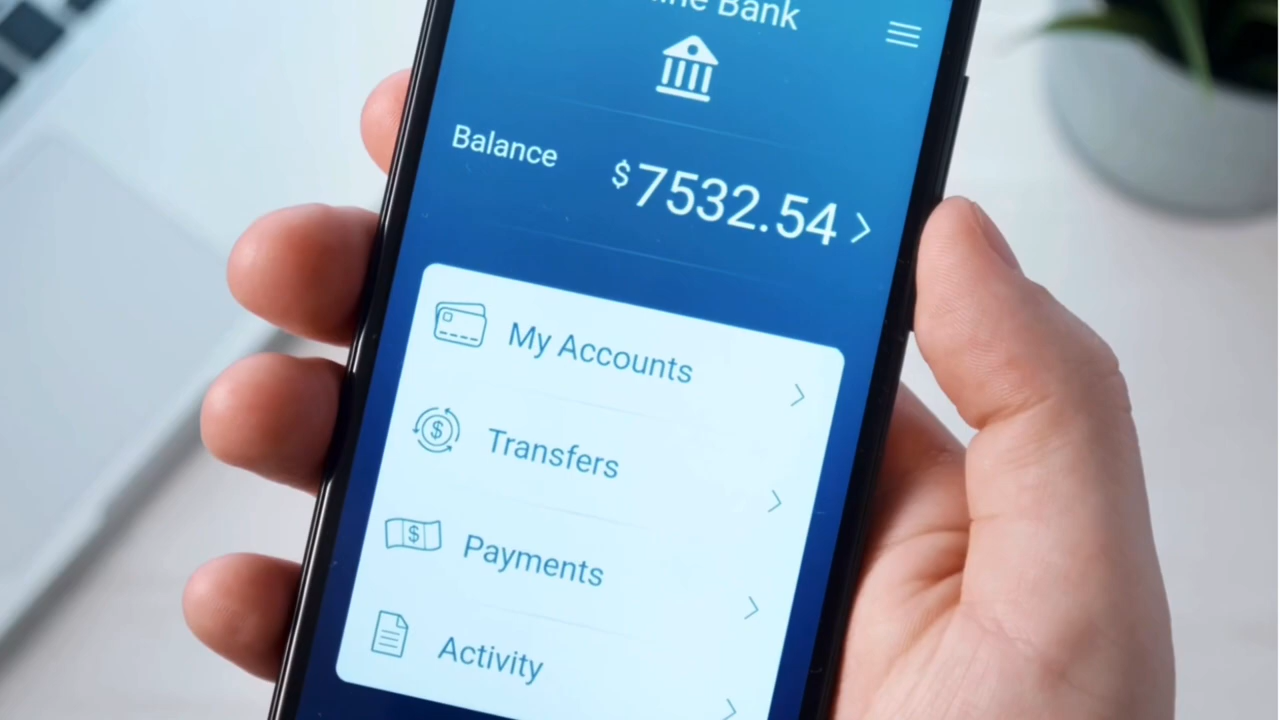 Bank
Balance $7532.54
My Accounts
Transfers
Payments
Activity